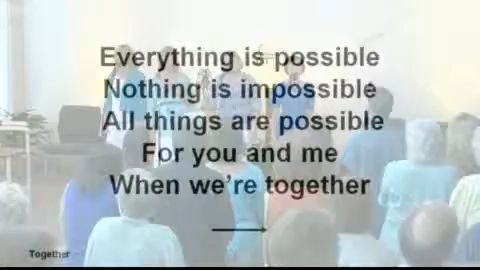 Everything is possible
Nothing is impossible
All things are possible
For you and me
When we're together
Together